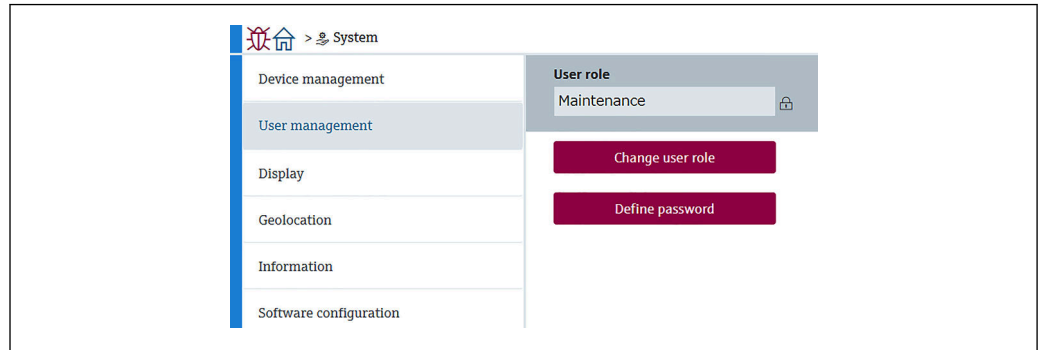 > System
Device management
User management
Display
Geolocation
Information
Software configuration
User role
Maintenance
Change user role
Define password